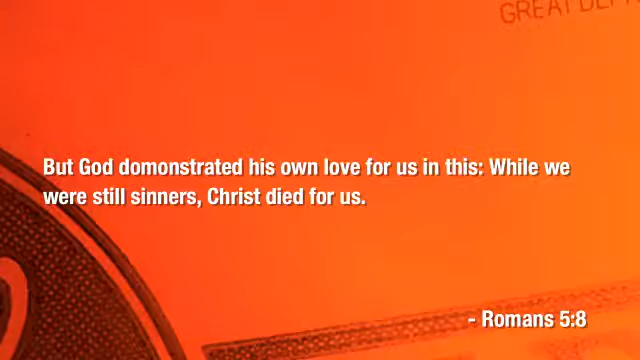 GREAT
But God domonstrated his own love for us in this: While we
were still sinners, Christ died for us.
- Romans 5:8